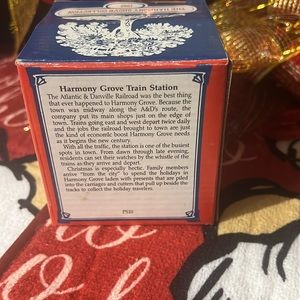 Harmony Grove Train Station
The Atlantic & Danville Railroad was the best thing
that ever happened to Harmony Grove. Because the
town was midway along the A&D's route, the
company put its main shops just on the edge of
town. Trains going east and west depart twice daily
and the jobs the railroad brought to town are just
the kind of economic boost Harmony Grove needs
as it begins the new century.
With all the traffic, the station is one of the busiest
spots in town. From dawn through late evening,
residents can set their watches by the whistle of the
trains as they arrive and depart.
Christmas is especially hectic. Family members
arrive "from the city" to spend the holidays in
Harmony Grove laden with presents that are piled
into the carriages and cutters that pull up beside the
tracks to collect the holiday travelers.